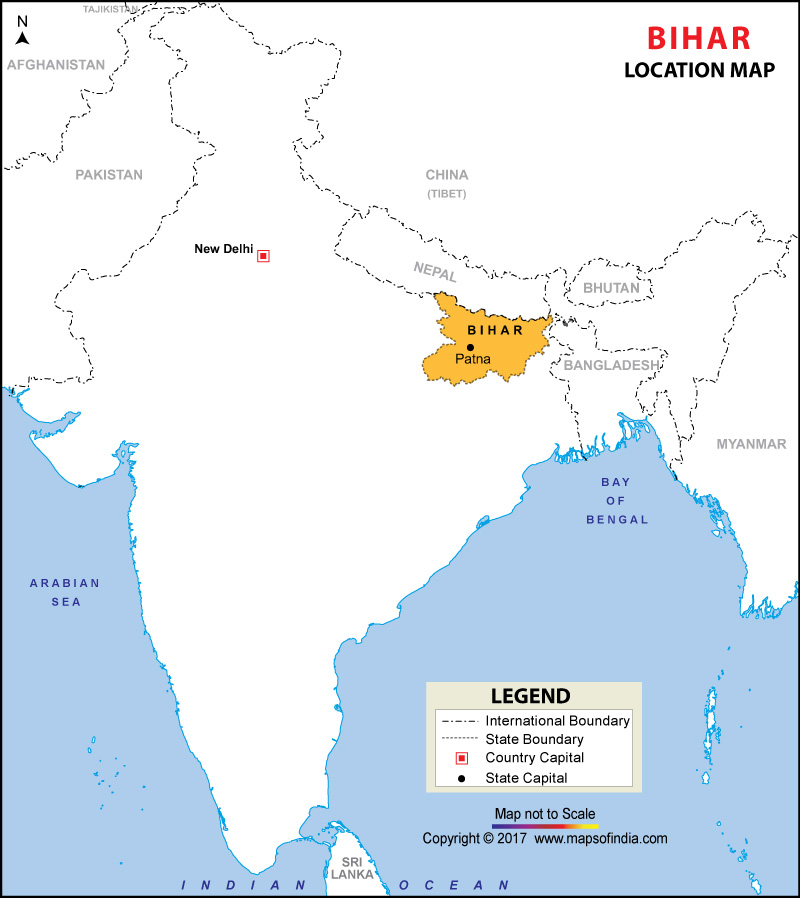 TAJIKISTAN
N
BIHAR
LOCATION MAP
AFGHANISTAN
PAKISTAN
CHINA
(TIBET)
New Delhi
NEPAL
BHUTAN
BIHAR
Patna
BANGLADESH
MYANMAR
BAY
OF
BENGAL
ARABIAN
SEA
LEGEND
International Boundary
State Boundary
Country Capital
State Capital
Map not to Scale
Copyright © 2017 www.mapsofindia.com
SRI
LANKA
INDIAN OCEAN